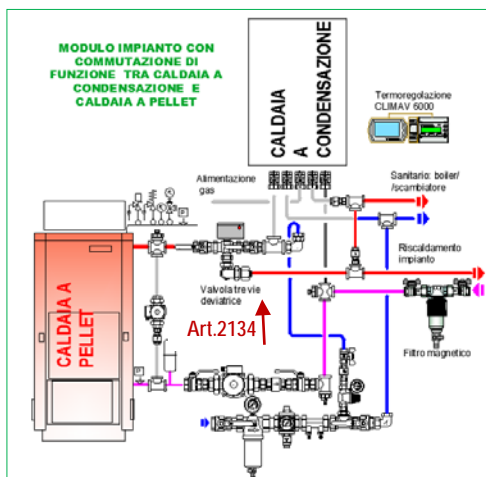 MODULO IMPIANTO CON
COMMUTAZIONE DI
FUNZIONE TRA CALDAIA A
CONDENSAZIONE E
CALDAIA A PELLET
CALDAIA
A
CONDENSAZIONE
Termoregolazione
CLIMAV 6000
Alimentazione
gas
Sanitario: boiler/
/scambiatore
Riscaldamento
impianto
Valvola tre vie
deviatrice
Art.2134
Filtro magnetico
CALDAIA A
PELLET